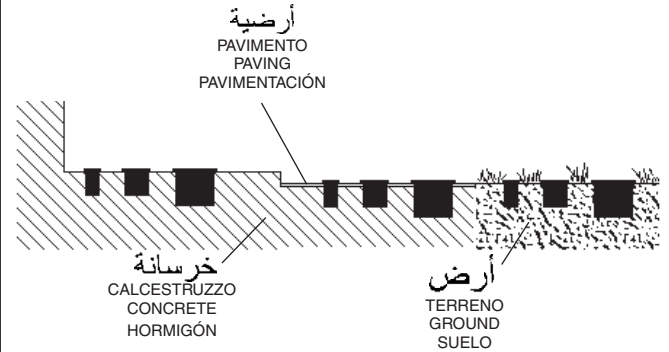 أرضية
PAVIMENTO
PAVING
PAVIMENTACIÓN
خرسانة
CALCESTRUZZO
CONCRETE
HORMIGÓN
أرض
TERRENO
GROUND
SUELO